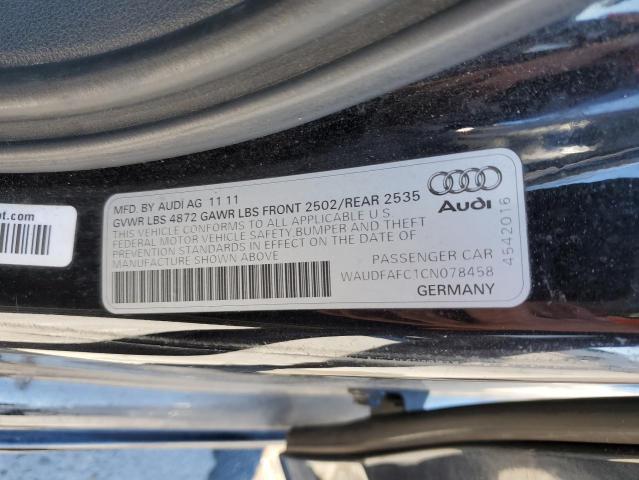 ot.com
MFD. BY AUDI AG 11 11
GVWR LBS 4872 GAWR LBS FRONT 2502/REAR 2535
THIS VEHICLE CONFORMS TO ALL APPLICABLE U S
FEDERAL MOTOR VEHICLE SAFETY BUMPER AND THEFT
PREVENTION STANDARDS IN EFFECT ON THE DATE OF
MANUFACTURE SHOWN ABOVE
PASSENGER CAR
WAUDFAFC1CN078458
GERMANY
Audi
4542016